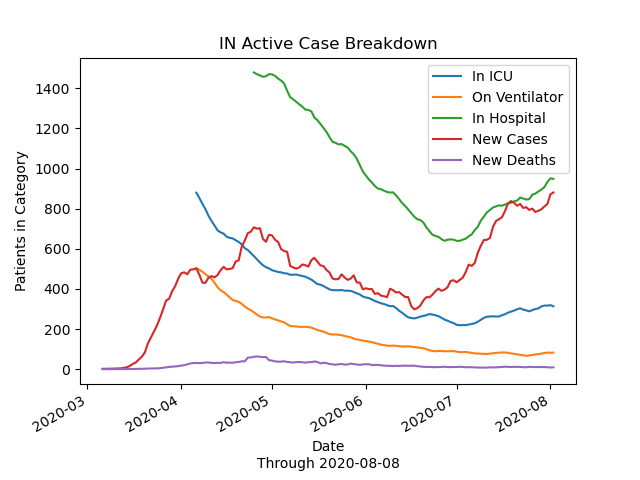 IN Active Case Breakdown
In ICU
On Ventilator
In Hospital
New Cases
New Deaths
Patients in Category
1400
1200
1000
800
600
400
200
0
2020-03
2020-04
2020-05
2020-06
2020-07
2020-08
Date
Through 2020-08-08